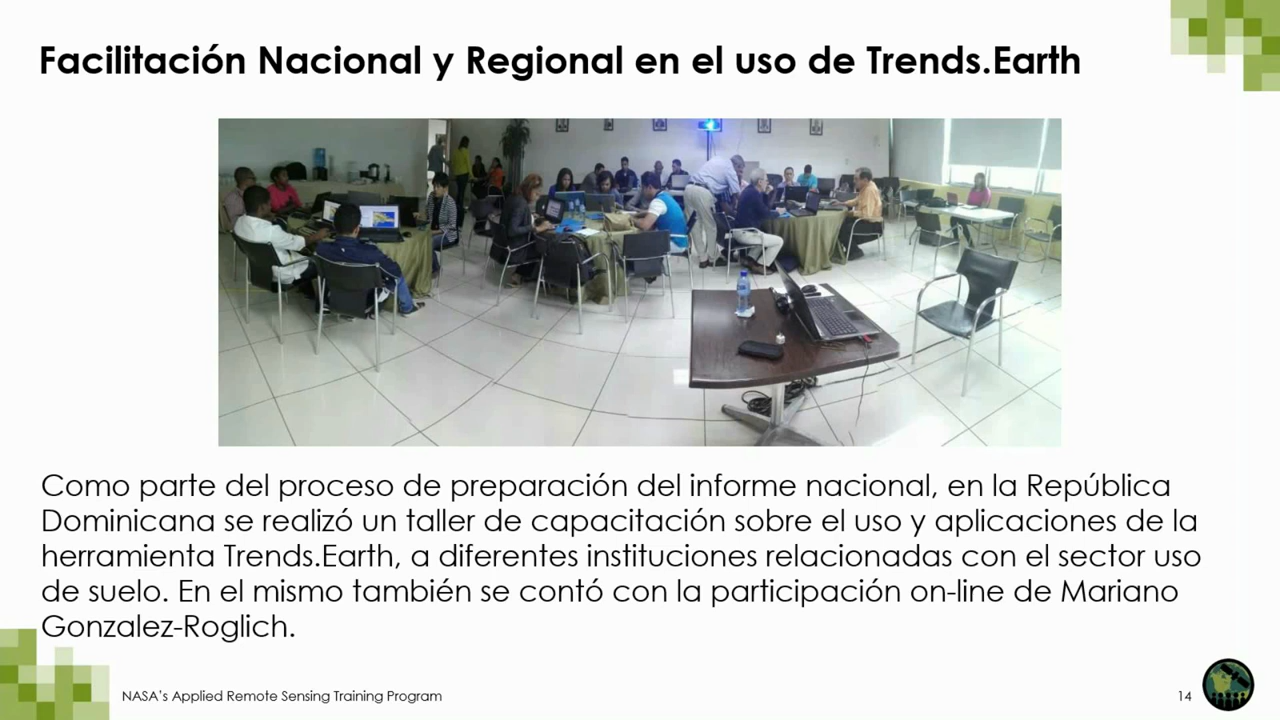 Facilitación Nacional y Regional en el uso de Trends.Earth
Como parte del proceso de preparación del informe nacional, en la República
Dominicana se realizó un taller de capacitación sobre el uso y aplicaciones de la
herramienta Trends.Earth, a diferentes instituciones relacionadas con el sector uso
de suelo. En el mismo también se contó con la participación on-line de Mariano
Gonzalez-Roglich.
NASA's Applied Remote Sensing Training Program
14